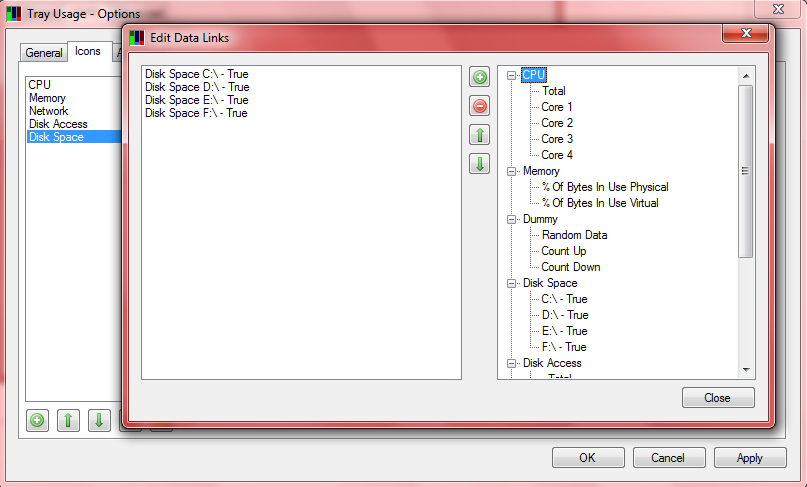 Tray Usage - Options
Edit Data Links
General
Icons
CPU
Memory
Network
Disk Access
Disk Space
Disk Space C:\ - True
Disk Space D:\ - True
Disk Space E:\ - True
Disk Space F:\ - True
CPU
Total
Core 1
Core 2
Core 3
Core 4
Memory
% Of Bytes In Use Physical
% Of Bytes In Use Virtual
Dummy
Random Data
Count Up
Count Down
Disk Space
C:\ - True
D:\ - True
E:\ - True
F:\ - True
Disk Access
Total
Close
OK
Cancel
Apply